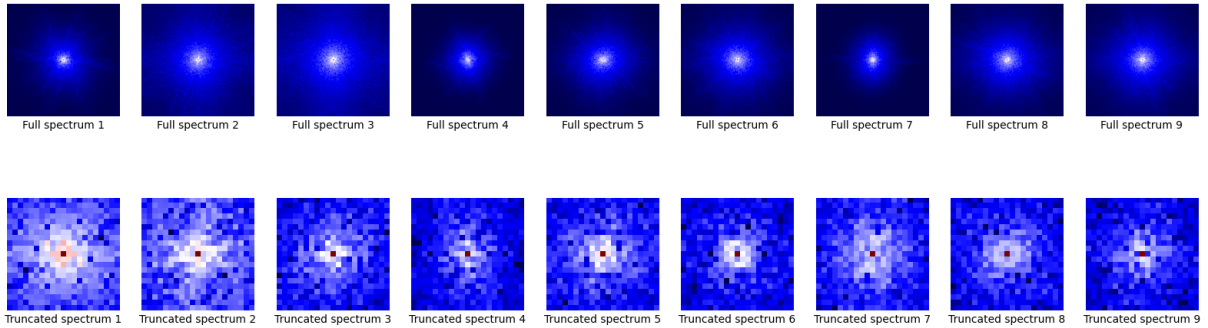 Full spectrum 1 Full spectrum 2 Full spectrum 3 Full spectrum 4 Full spectrum 5 Full spectrum 6 Full spectrum 7 Full spectrum 8 Full spectrum 9
Truncated spectrum 1 Truncated spectrum 2 Truncated spectrum 3 Truncated spectrum 4 Truncated spectrum 5 Truncated spectrum 6 Truncated spectrum 7 Truncated spectrum 8 Truncated spectrum 9